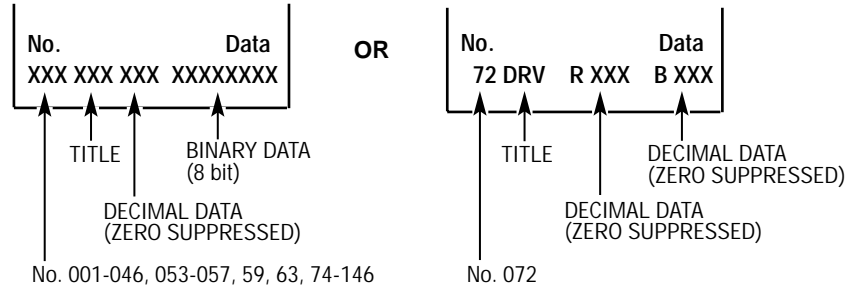 No. Data
XXX XXX XXX XXXXXXXX
TITLE
BINARY DATA
(8 bit)
DECIMAL DATA
(ZERO SUPPRESSED)
No. 001-046, 053-057, 59, 63, 74-146
OR
No. Data
72 DRV R XXX B XXX
TITLE
DECIMAL DATA
(ZERO SUPPRESSED)
DECIMAL DATA
(ZERO SUPPRESSED)
No. 072